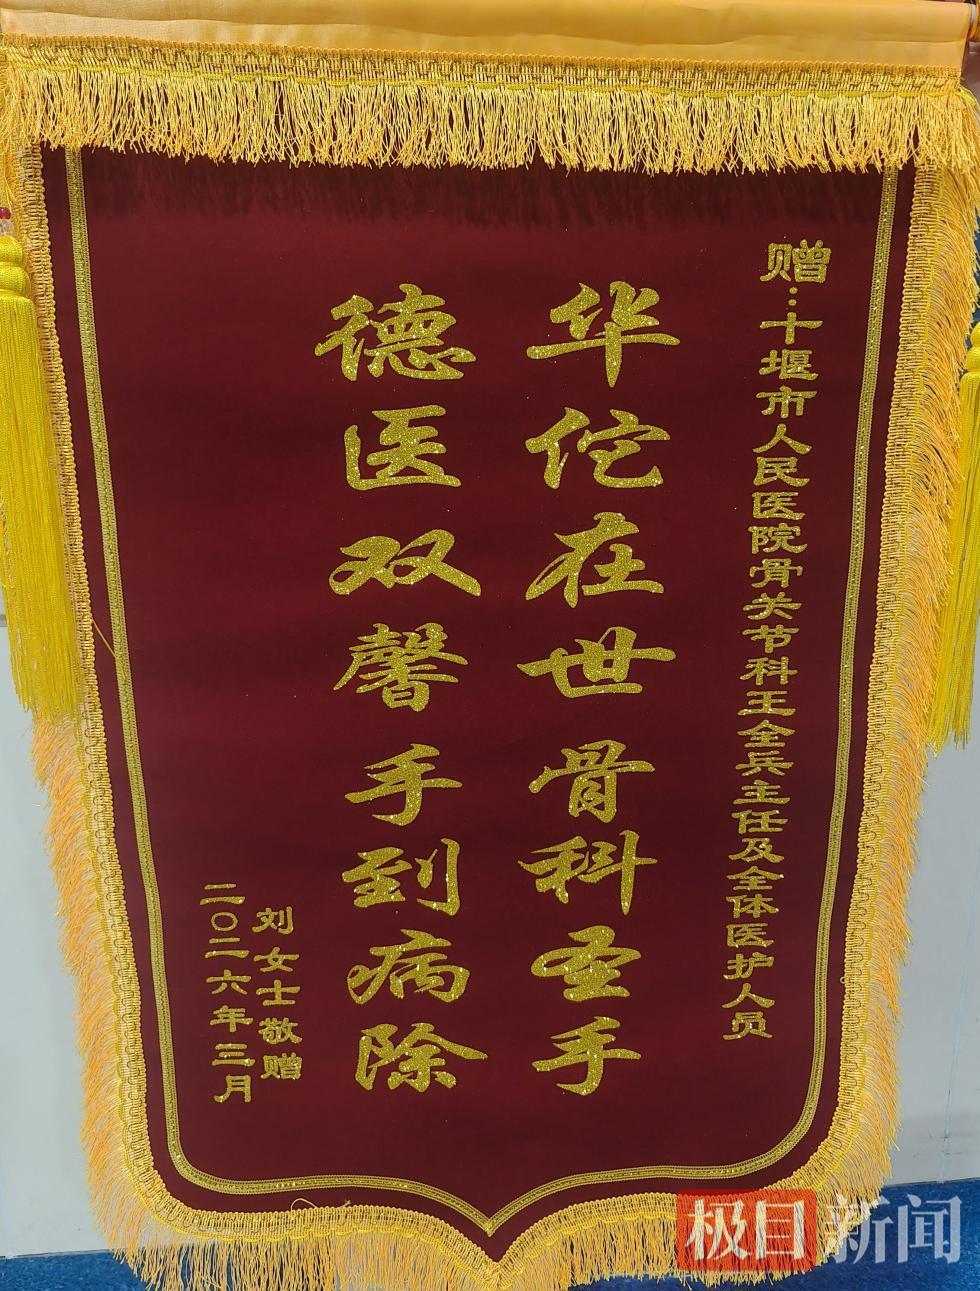 赠：十堰市人民医院骨关节科王全兵主任及全体医护人员
华佗在世骨科圣手
德医双馨手到病除
刘女士敬赠
二〇二六年三月
极目新闻